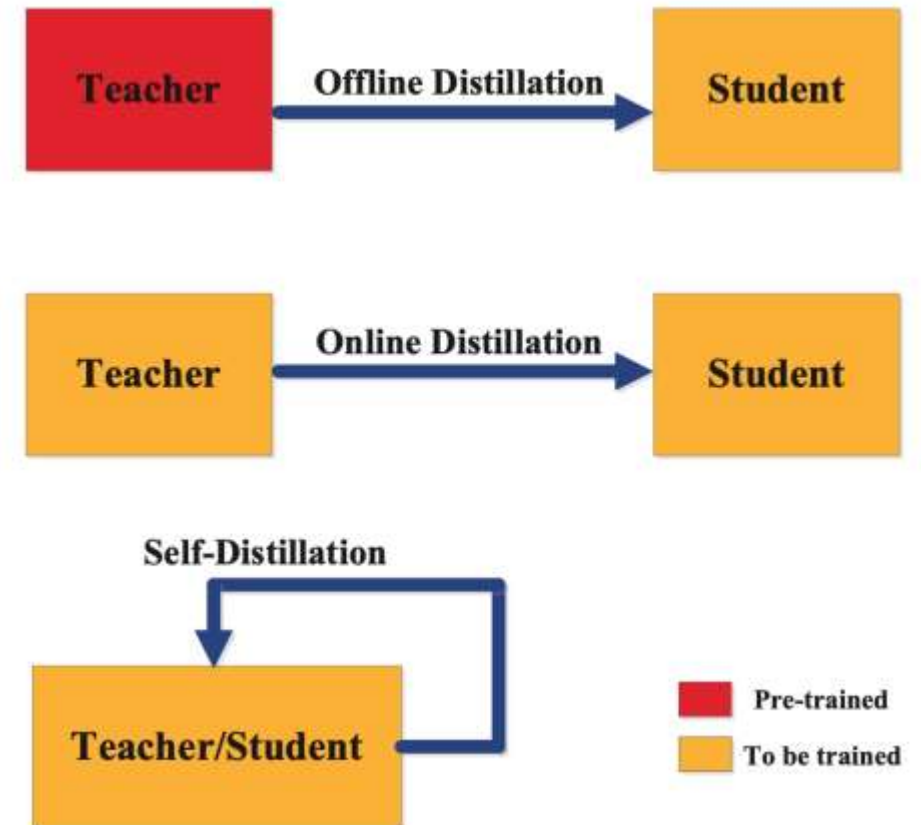 Teacher
Offline Distillation
Student
Teacher
Online Distillation
Student
Self-Distillation
Teacher/Student
Pre-trained
To be trained